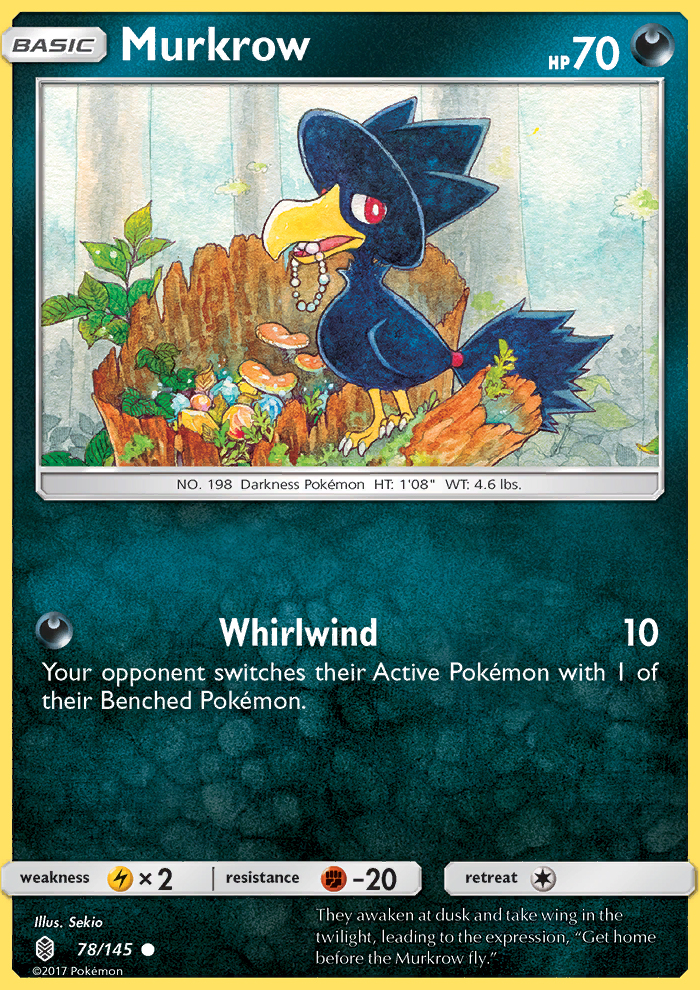 BASIC Murkrow HP 70
NO. 198 Darkness Pokémon HT: 1'08" WT: 4.6 lbs.
Whirlwind 10
Your opponent switches their Active Pokémon with 1 of
their Benched Pokémon.
weakness ×2 resistance -20 retreat
Illus. Sekio
78/145
©2017 Pokémon
They awaken at dusk and take wing in the
twilight, leading to the expression, “Get home
before the Murkrow fly.”